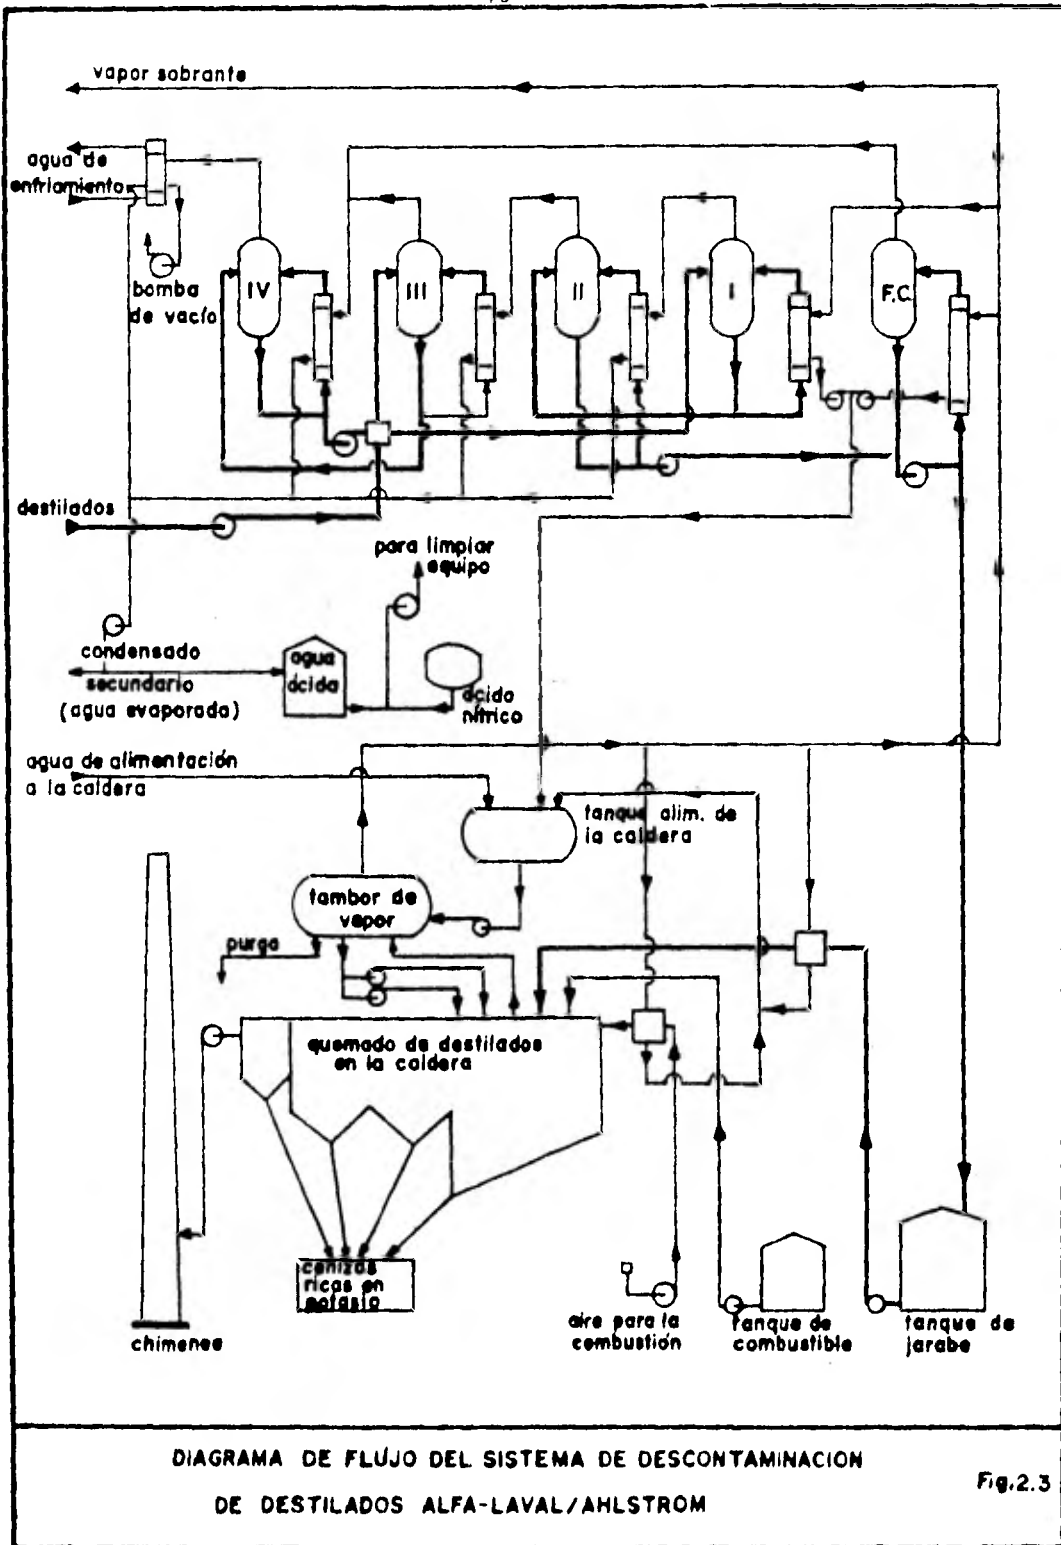 vapor sobrante
agua de
enfriamiento
bomba
de vacío
IV
III
II
I
F.C.
destilados
para limpiar
equipo
condensado
secundario
(agua evaporada)
agua
ácida
ácido
nítrico
agua de alimentación
a la caldera
tanque alim. de
la caldera
tambor de
vapor
purga
quemado de destilados
en la caldera
cenizas
ricas en
potasio
chimenea
aire para la
combustión
tanque de
combustible
tanque de
jarabe
DIAGRAMA DE FLUJO DEL SISTEMA DE DESCONTAMINACION
DE DESTILADOS ALFA-LAVAL/AHLSTROM
Fig.2.3